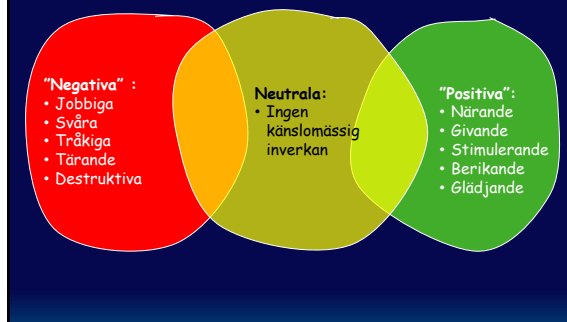 "Negativa" :
• Jobbiga
• Svåra
• Tråkiga
• Tärande
• Destruktiva
Neutrala:
• Ingen
känslomässig
inverkan
"Positiva":
• Närande
• Givande
• Stimulerande
• Berikande
• Glädjande